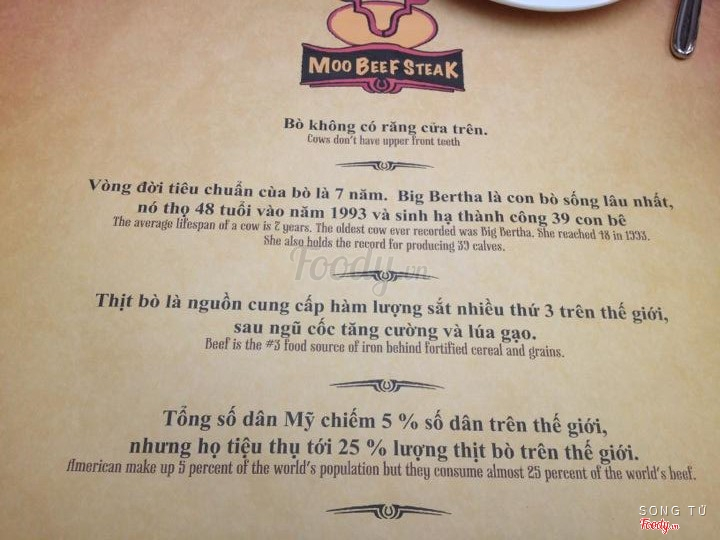 MOO BEEF STEAK
Bò không có răng cửa trên.
Cows don't have upper front teeth
Vòng đời tiêu chuẩn của bò là 7 năm. Big Bertha là con bò sống lâu nhất,
nó thọ 48 tuổi vào năm 1993 và sinh hạ thành công 39 con bê
The average lifespan of a cow is 7 years. The oldest cow ever recorded was Big Bertha. She reached 48 in 1993.
She also holds the record for producing 39 calves.
Foody.vn
Thịt bò là nguồn cung cấp hàm lượng sắt nhiều thứ 3 trên thế giới,
sau ngũ cốc tăng cường và lúa gạo.
Beef is the #3 food source of iron behind fortified cereal and grains.
Tổng số dân Mỹ chiếm 5 % số dân trên thế giới,
nhưng họ tiệu thụ tới 25 % lượng thịt bò trên thế giới.
American make up 5 percent of the world's population but they consume almost 25 percent of the world's beef.
SONG TỬ
Foody.vn